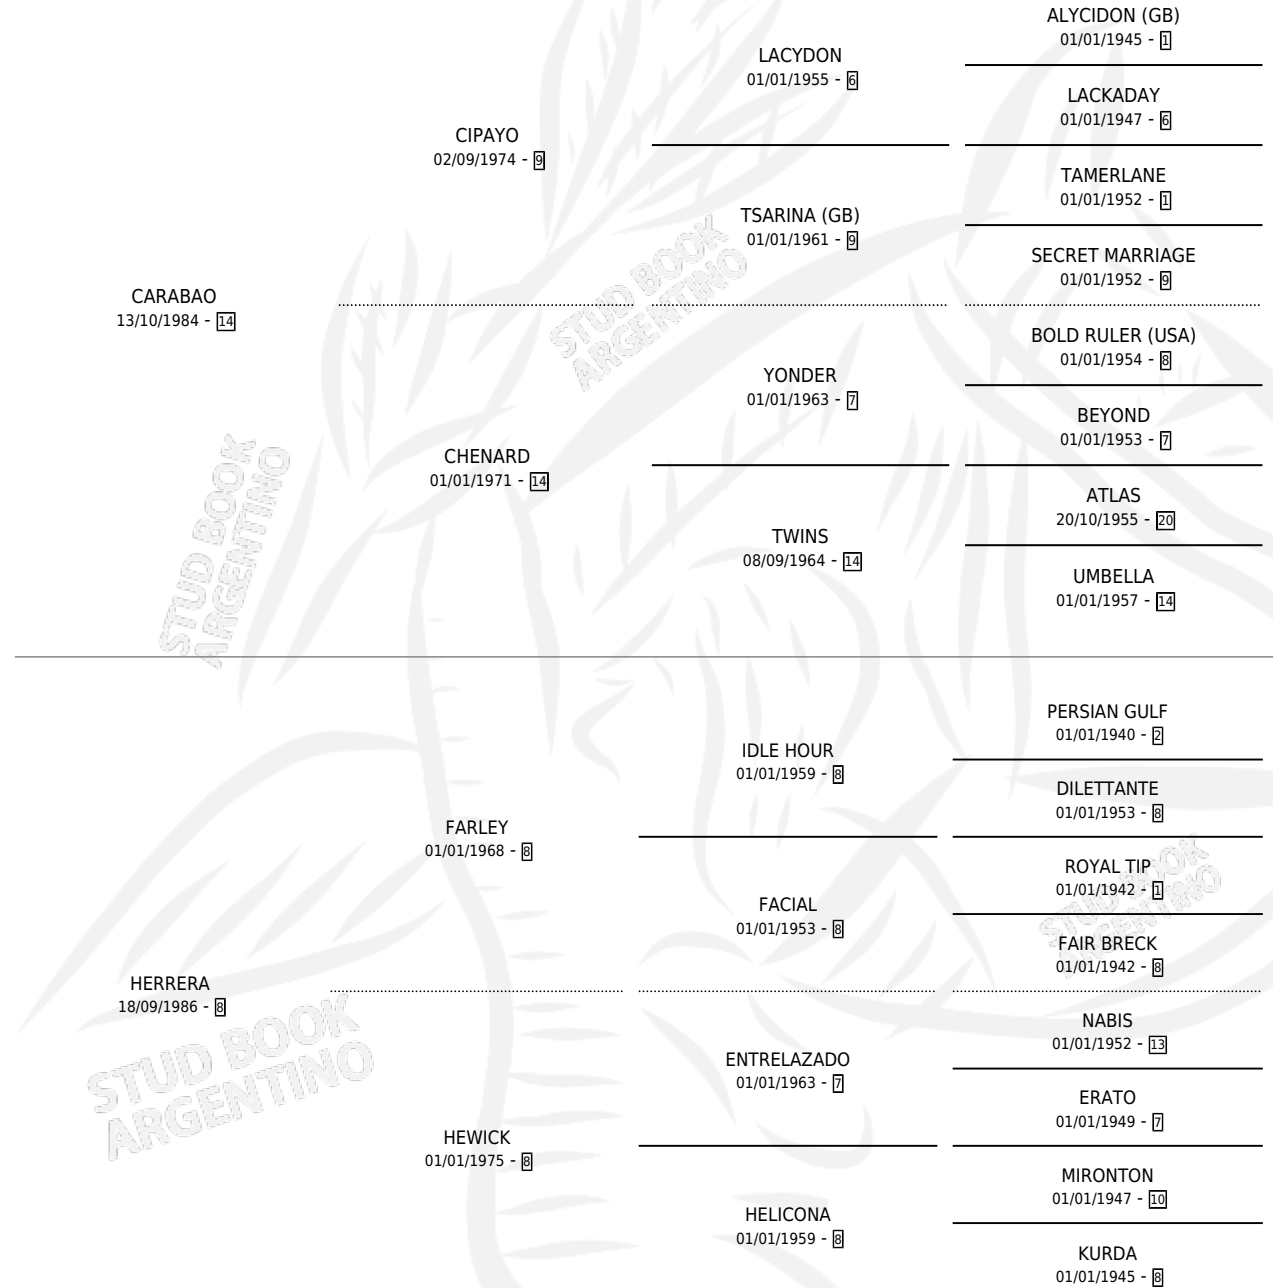 ALYCIDON (GB)
01/01/1945 - 1
LACYDON
01/01/1955 - 6
LACKADAY
01/01/1947 - 6
CIPAYO
02/09/1974 - 9
TAMERLANE
01/01/1952 - 1
TSARINA (GB)
01/01/1961 - 9
SECRET MARRIAGE
01/01/1952 - 9
CARABAO
13/10/1984 - 14
STUD BOOK
ARGENTINO
BOLD RULER (USA)
01/01/1954 - 8
YONDER
01/01/1963 - 7
BEYOND
01/01/1953 - 7
CHENARD
01/01/1971 - 14
ATLAS
20/10/1955 - 20
TWINS
08/09/1964 - 14
UMBELLA
01/01/1957 - 14
STUD BOOK
ARGENTINO
PERSIAN GULF
01/01/1940 - 2
IDLE HOUR
01/01/1959 - 8
DILETTANTE
01/01/1953 - 8
FARLEY
01/01/1968 - 8
ROYAL TIP
01/01/1942 - 1
FACIAL
01/01/1953 - 8
STUD BOOK
ARGENTINO
FAIR BRECK
01/01/1942 - 8
HERRERA
18/09/1986 - 8
NABIS
01/01/1952 - 13
ENTRELAZADO
01/01/1963 - 7
ERATO
01/01/1949 - 7
STUD BOOK
ARGENTINO
HEWICK
01/01/1975 - 8
MIRONTON
01/01/1947 - 10
HELICONA
01/01/1959 - 8
KURDA
01/01/1945 - 8